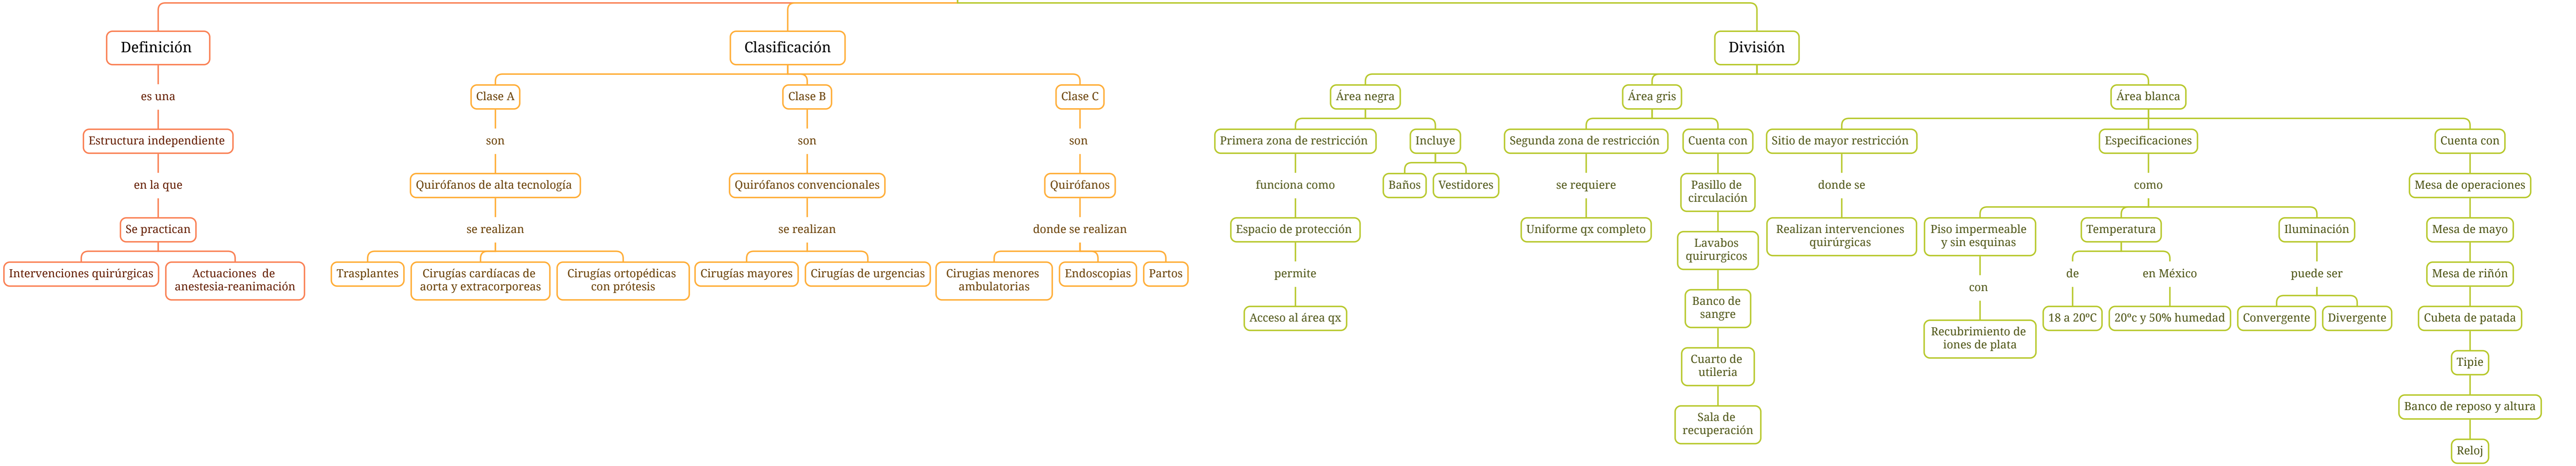 Definición
es una
Estructura independiente
en la que
Se practican
Intervenciones quirúrgicas
Actuaciones de
anestesia-reanimación
Clasificación
Clase A
son
Quirófanos de alta tecnología
se realizan
Trasplantes
Cirugías cardíacas de
aorta y extracorporeas
Cirugías ortopédicas
con prótesis
Clase B
son
Quirófanos convencionales
se realizan
Cirugías mayores
Cirugías de urgencias
Clase C
son
Quirófanos
donde se realizan
Cirugias menores
ambulatorias
Endoscopias
Partos
División
Área negra
Primera zona de restricción
funciona como
Espacio de protección
permite
Acceso al área qx
Incluye
Baños
Vestidores
Área gris
Segunda zona de restricción
se requiere
Uniforme qx completo
Cuenta con
Pasillo de
circulación
Lavabos
quirurgicos
Banco de
sangre
Cuarto de
utileria
Sala de
recuperación
Área blanca
Sitio de mayor restricción
donde se
Realizan intervenciones
quirúrgicas
Especificaciones
como
Piso impermeable
y sin esquinas
con
Recubrimiento de
iones de plata
Temperatura
de
18 a 20ºC
en México
20ºc y 50% humedad
Iluminación
puede ser
Convergente
Divergente
Cuenta con
Mesa de operaciones
Mesa de mayo
Mesa de riñón
Cubeta de patada
Tipie
Banco de reposo y altura
Reloj